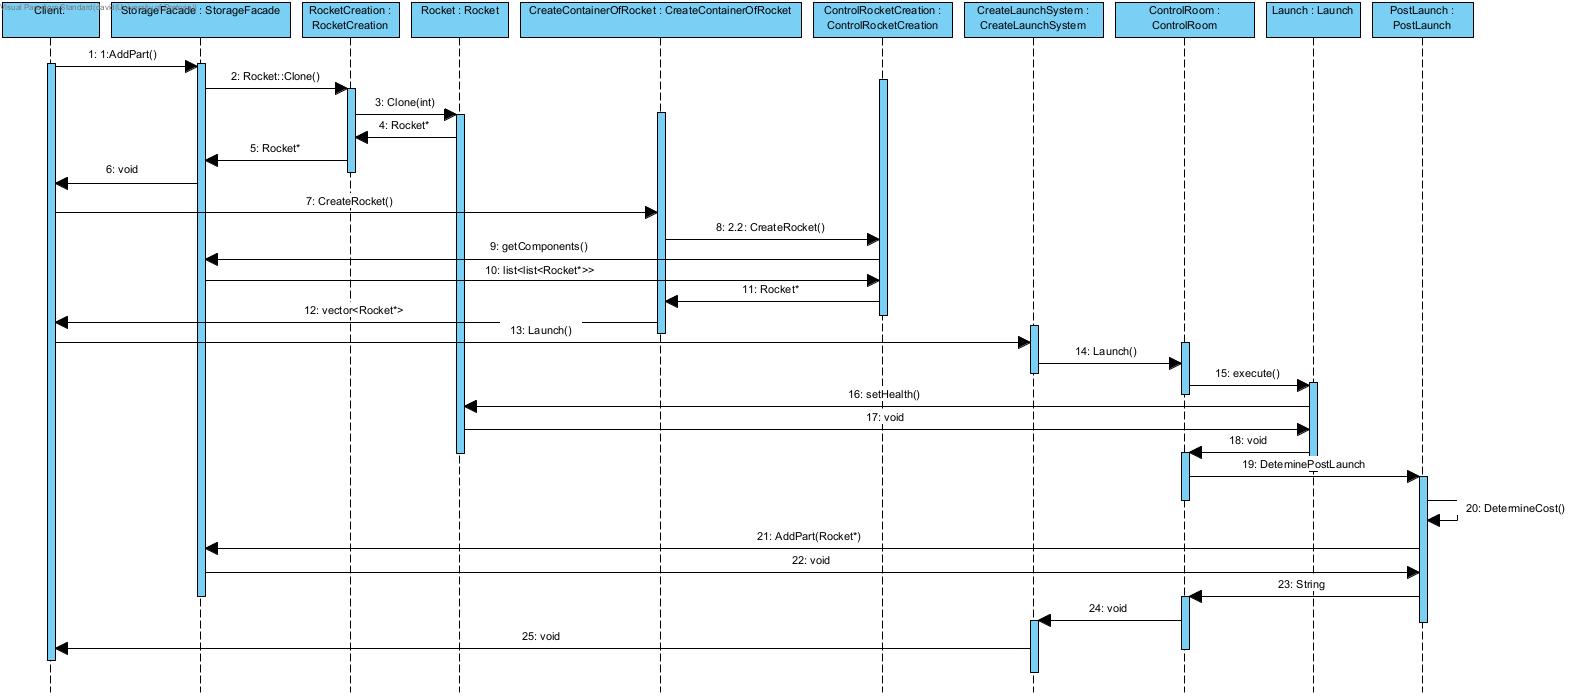 Client.
StorageFacade : StorageFacade
RocketCreation :
RocketCreation
Rocket : Rocket
CreateContainerOfRocket : CreateContainerOfRocket
ControlRocketCreation :
ControlRocketCreation
CreateLaunchSystem :
CreateLaunchSystem
ControlRoom :
ControlRoom
Launch : Launch
PostLaunch :
PostLaunch
1: 1:AddPart()
2: Rocket::Clone()
3: Clone(int)
4: Rocket*
5: Rocket*
6: void
7: CreateRocket()
8: 2.2: CreateRocket()
9: getComponents()
10: list<list<Rocket*>>
11: Rocket*
12: vector<Rocket*>
13: Launch()
14: Launch()
15: execute()
16: setHealth()
17: void
18: void
19: DeteminePostLaunch
20: DetermineCost()
21: AddPart(Rocket*)
22: void
23: String
24: void
25: void